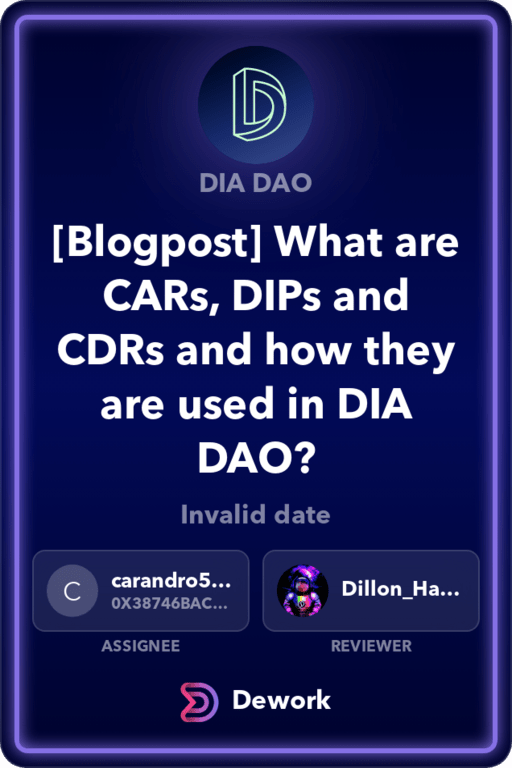 DIA DAO
[Blogpost] What are
CARs, DIPs and
CDRs and how they
are used in DIA
DAO?
Invalid date
C
carandro5...
0X38746BAC...
Dillon_Ha...
ASSIGNEE
REVIEWER
Dework